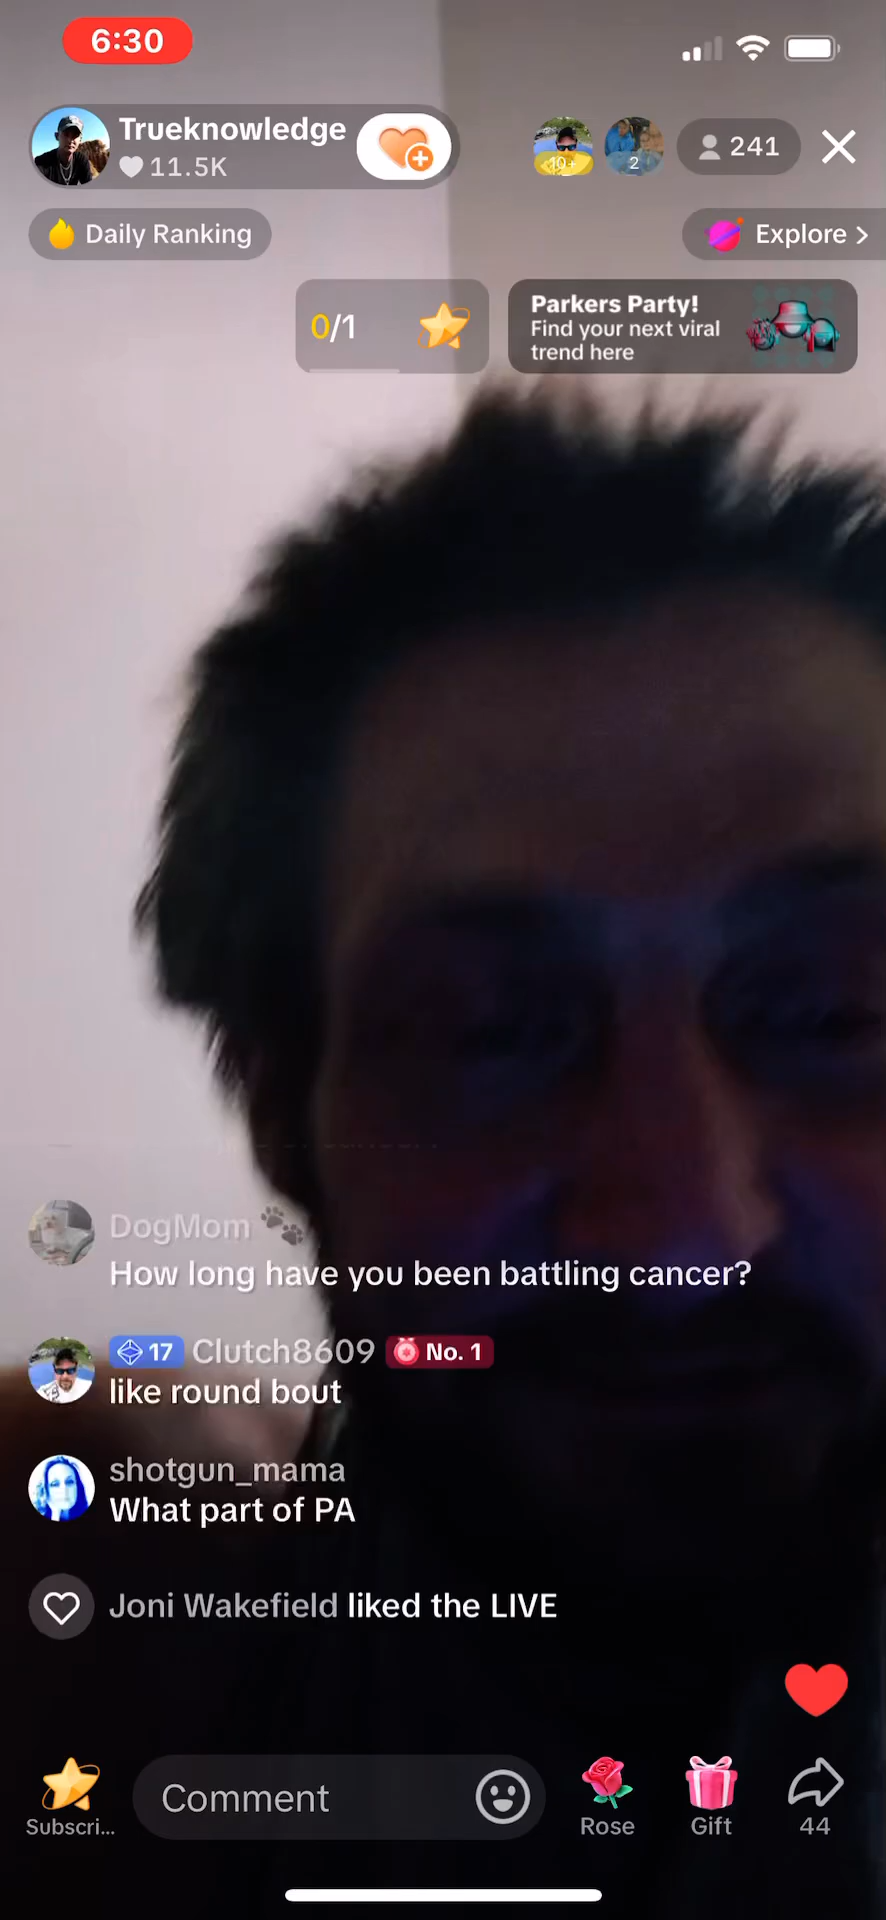 6:30
Trueknowledge
11.5K
10+
2
241
Daily Ranking
Explore
0/1
Parkers Party!
Find your next viral
trend here
DogMom
How long have you been battling cancer?
17 Clutch8609 No. 1
like round bout
shotgun_mama
What part of PA
Joni Wakefield liked the LIVE
Subscri...
Comment
Rose
Gift
44